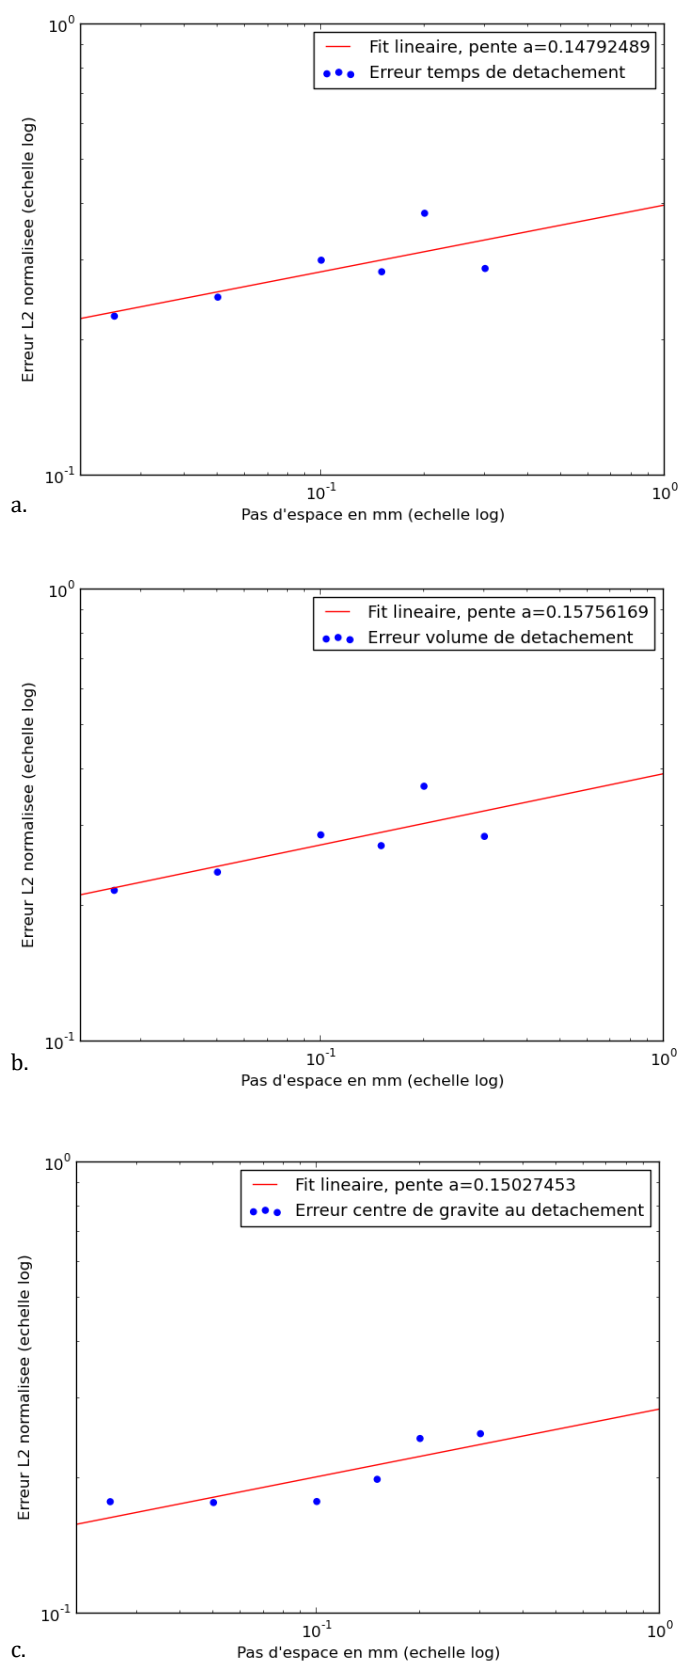 10^0
Fit lineaire, pente a=0.14792489
Erreur temps de detachement
Erreur L2 normalisee (echelle log)
10^-1
10^-1
10^0
Pas d'espace en mm (echelle log)
a.
10^0
Fit lineaire, pente a=0.15756169
Erreur volume de detachement
Erreur L2 normalisee (echelle log)
10^-1
10^-1
10^0
Pas d'espace en mm (echelle log)
b.
10^0
Fit lineaire, pente a=0.15027453
Erreur centre de gravite au detachement
Erreur L2 normalisee (echelle log)
10^-1
10^-1
10^0
Pas d'espace en mm (echelle log)
c.